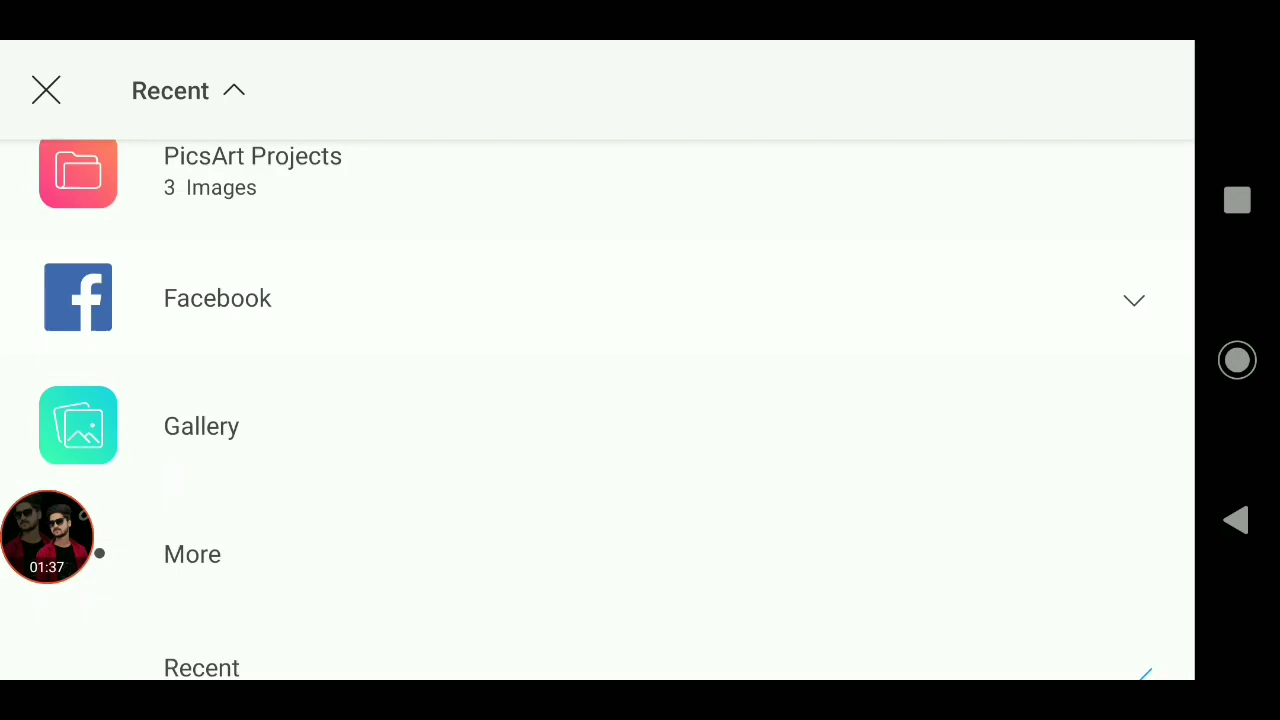 Recent
PicsArt Projects
3 Images
Facebook
Gallery
01:37
More
Recent